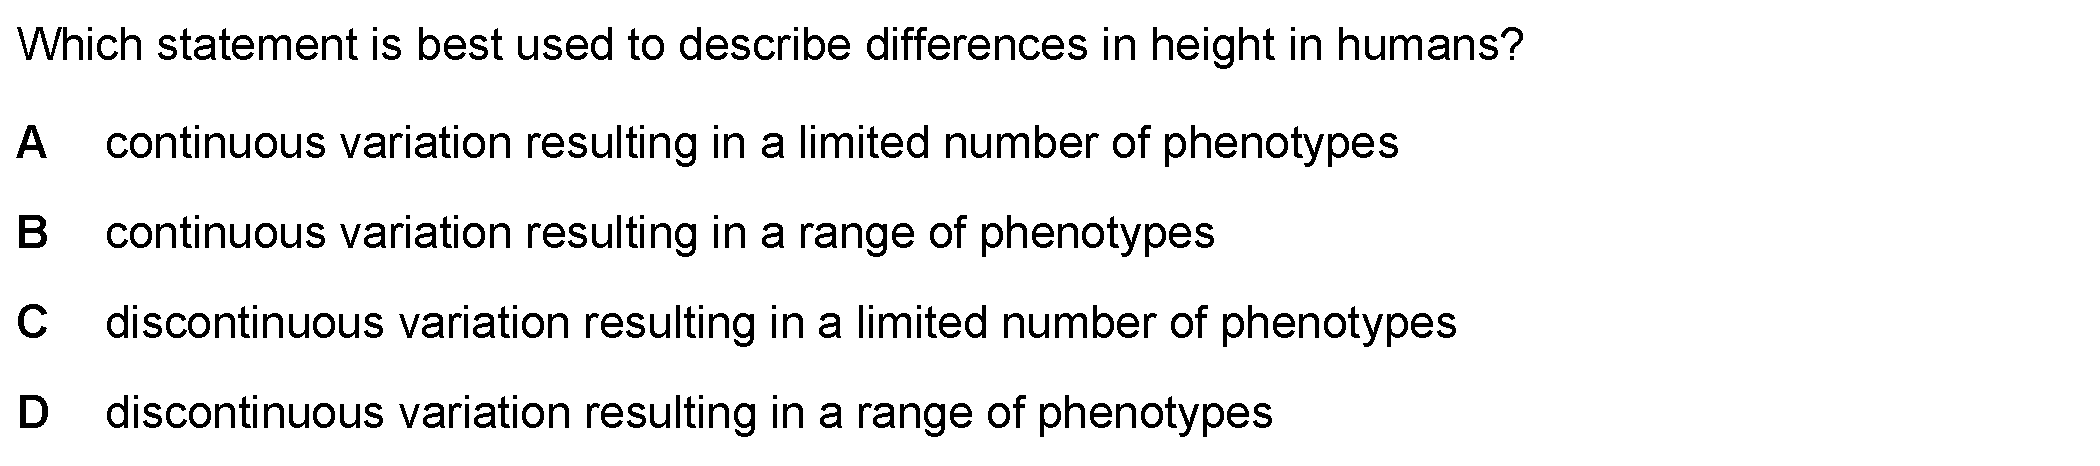 Which statement is best used to describe differences in height in humans?
A continuous variation resulting in a limited number of phenotypes
B continuous variation resulting in a range of phenotypes
C discontinuous variation resulting in a limited number of phenotypes
D discontinuous variation resulting in a range of phenotypes